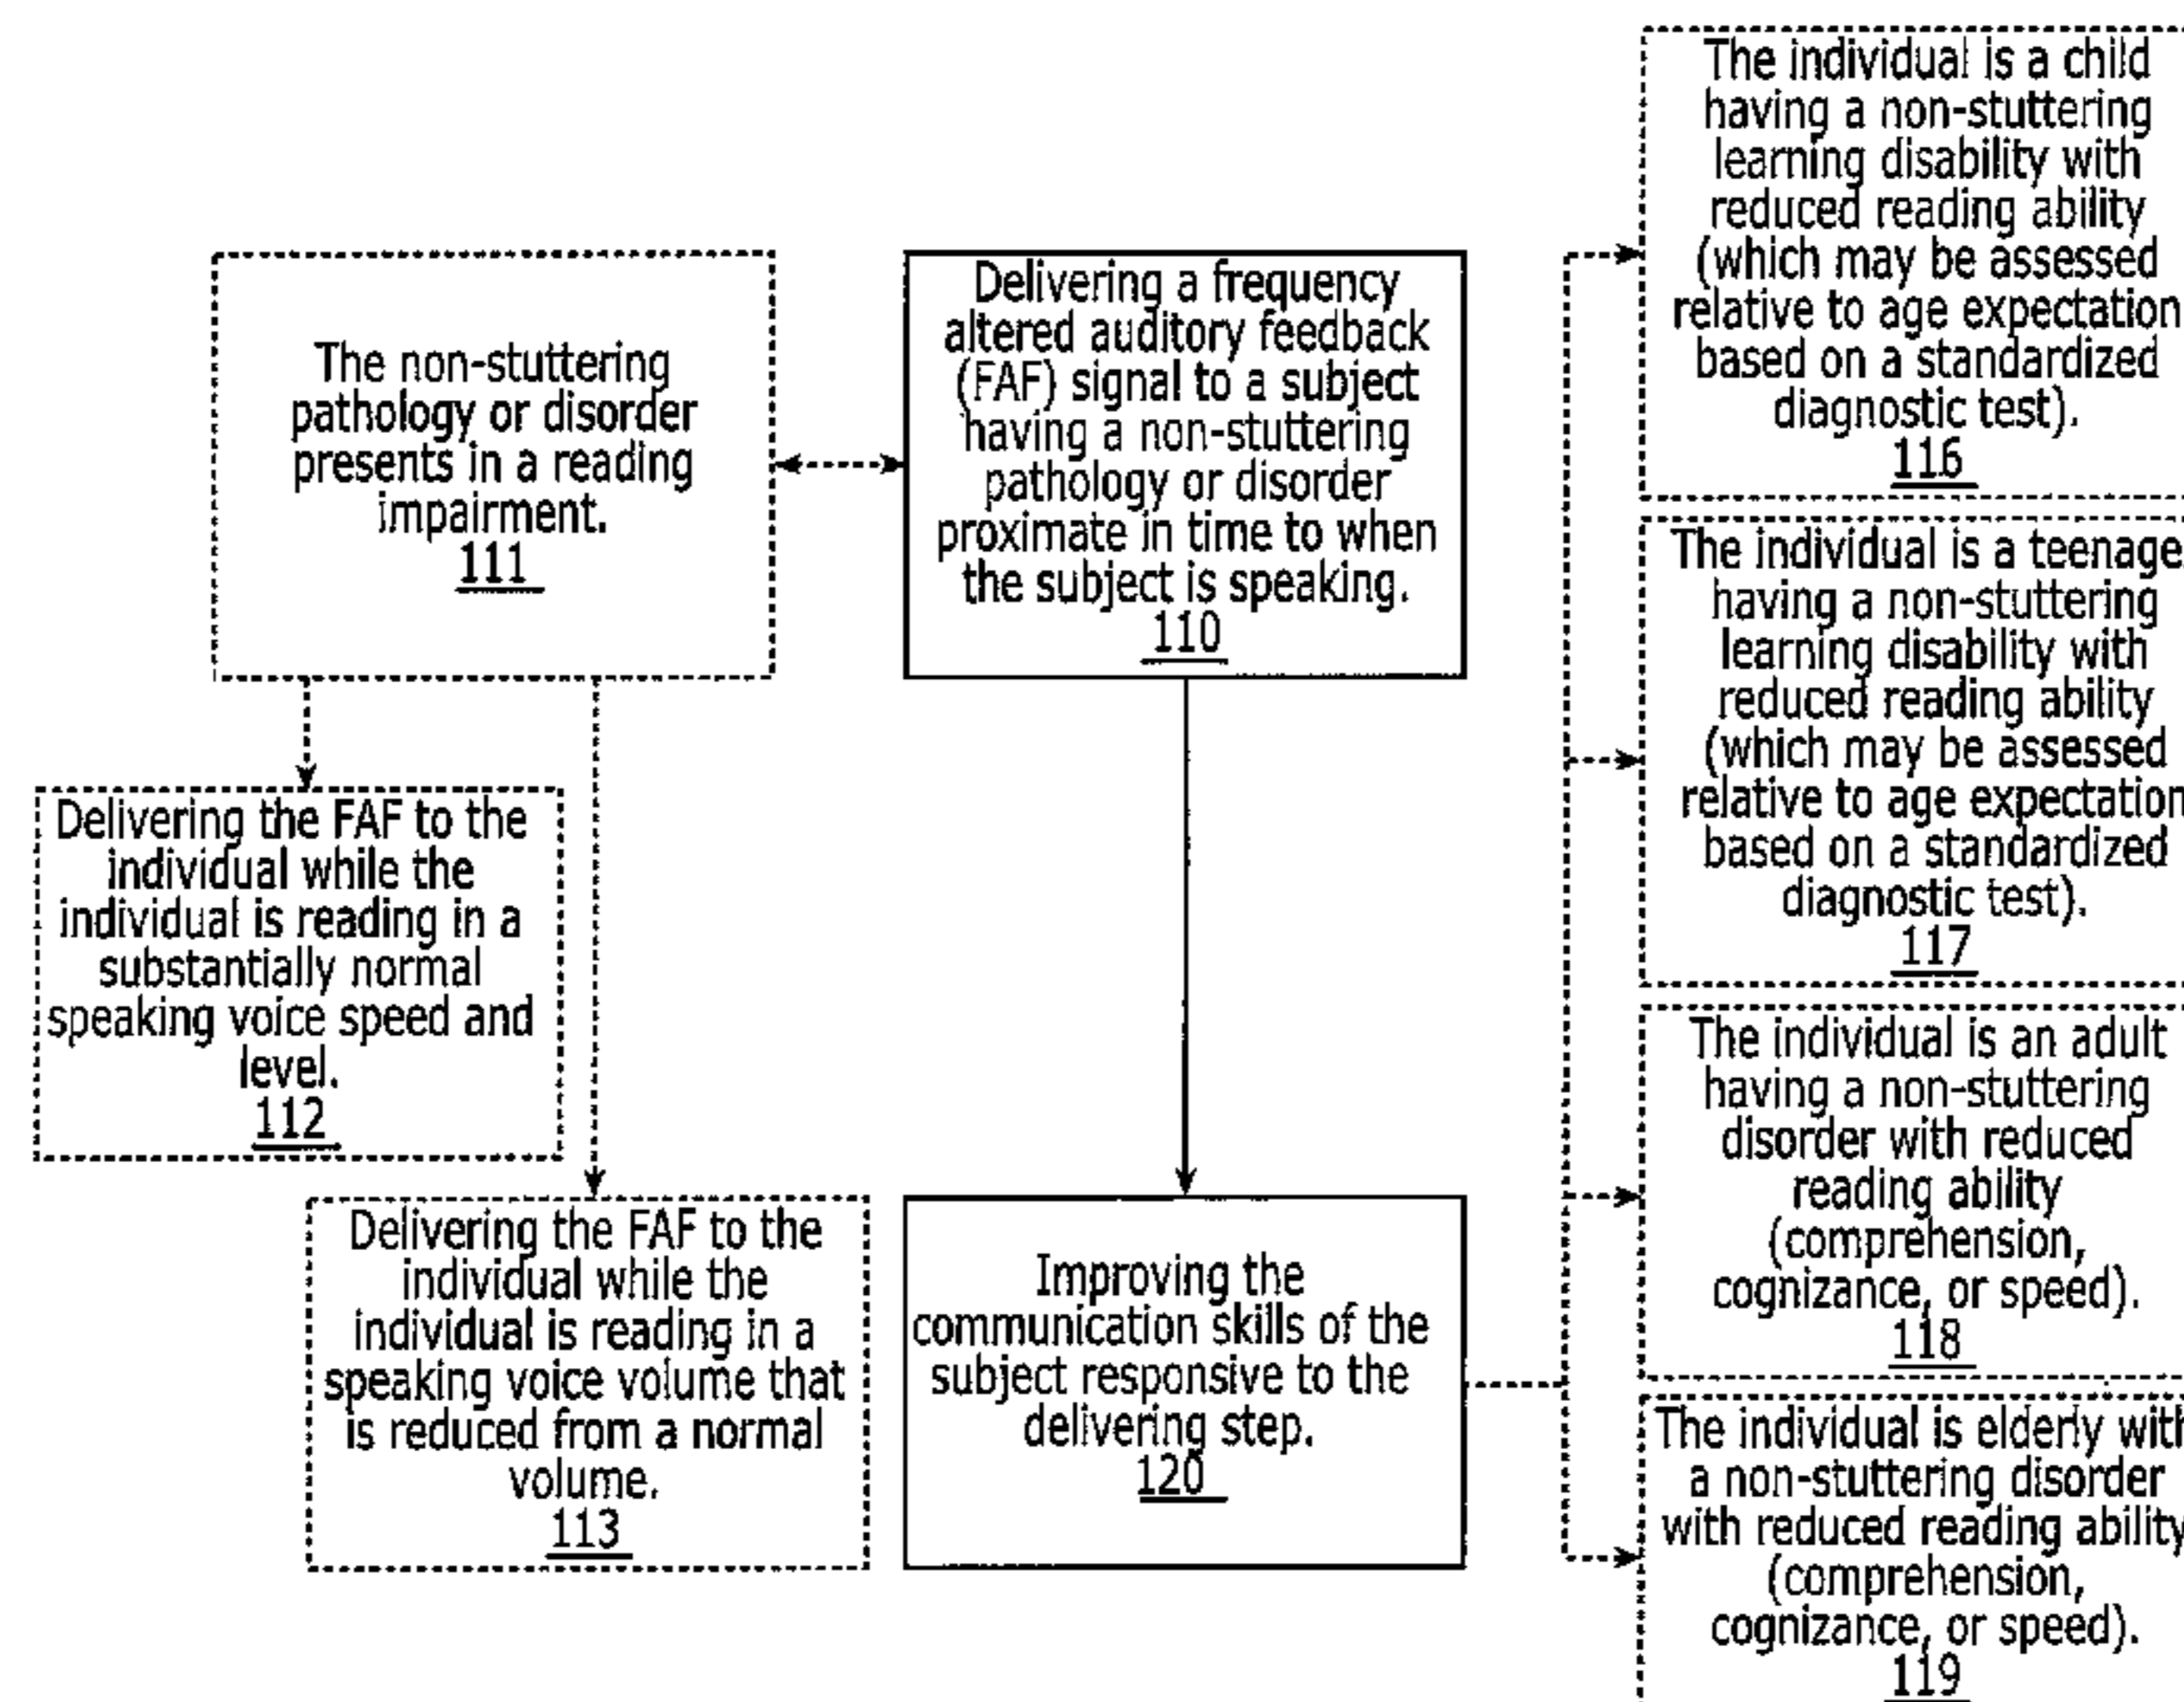 The non-stuttering
pathology or disorder
presents in a reading
impairment.
111
Delivering the FAF to the
individual while the
individual is reading in a
substantially normal
speaking voice speed and
level.
112
Delivering the FAF to the
individual while the
individual is reading in a
speaking voice volume that
is reduced from a normal
volume.
113
Delivering a frequency
altered auditory feedback
(FAF) signal to a subject
having a non-stuttering
pathology or disorder
proximate in time to when
the subject is speaking.
110
Improving the
communication skills of the
subject responsive to the
delivering step.
120
The individual is a child
having a non-stuttering
learning disability with
reduced reading ability
(which may be assessed
relative to age expectation
based on a standardized
diagnostic test).
116
The individual is a teenager
having a non-stuttering
learning disability with
reduced reading ability
(which may be assessed
relative to age expectation
based on a standardized
diagnostic test).
117
The individual is an adult
having a non-stuttering
disorder with reduced
reading ability
(comprehension,
cognizance, or speed).
118
The individual is elderly with
a non-stuttering disorder
with reduced reading ability
(comprehension,
cognizance, or speed).
119